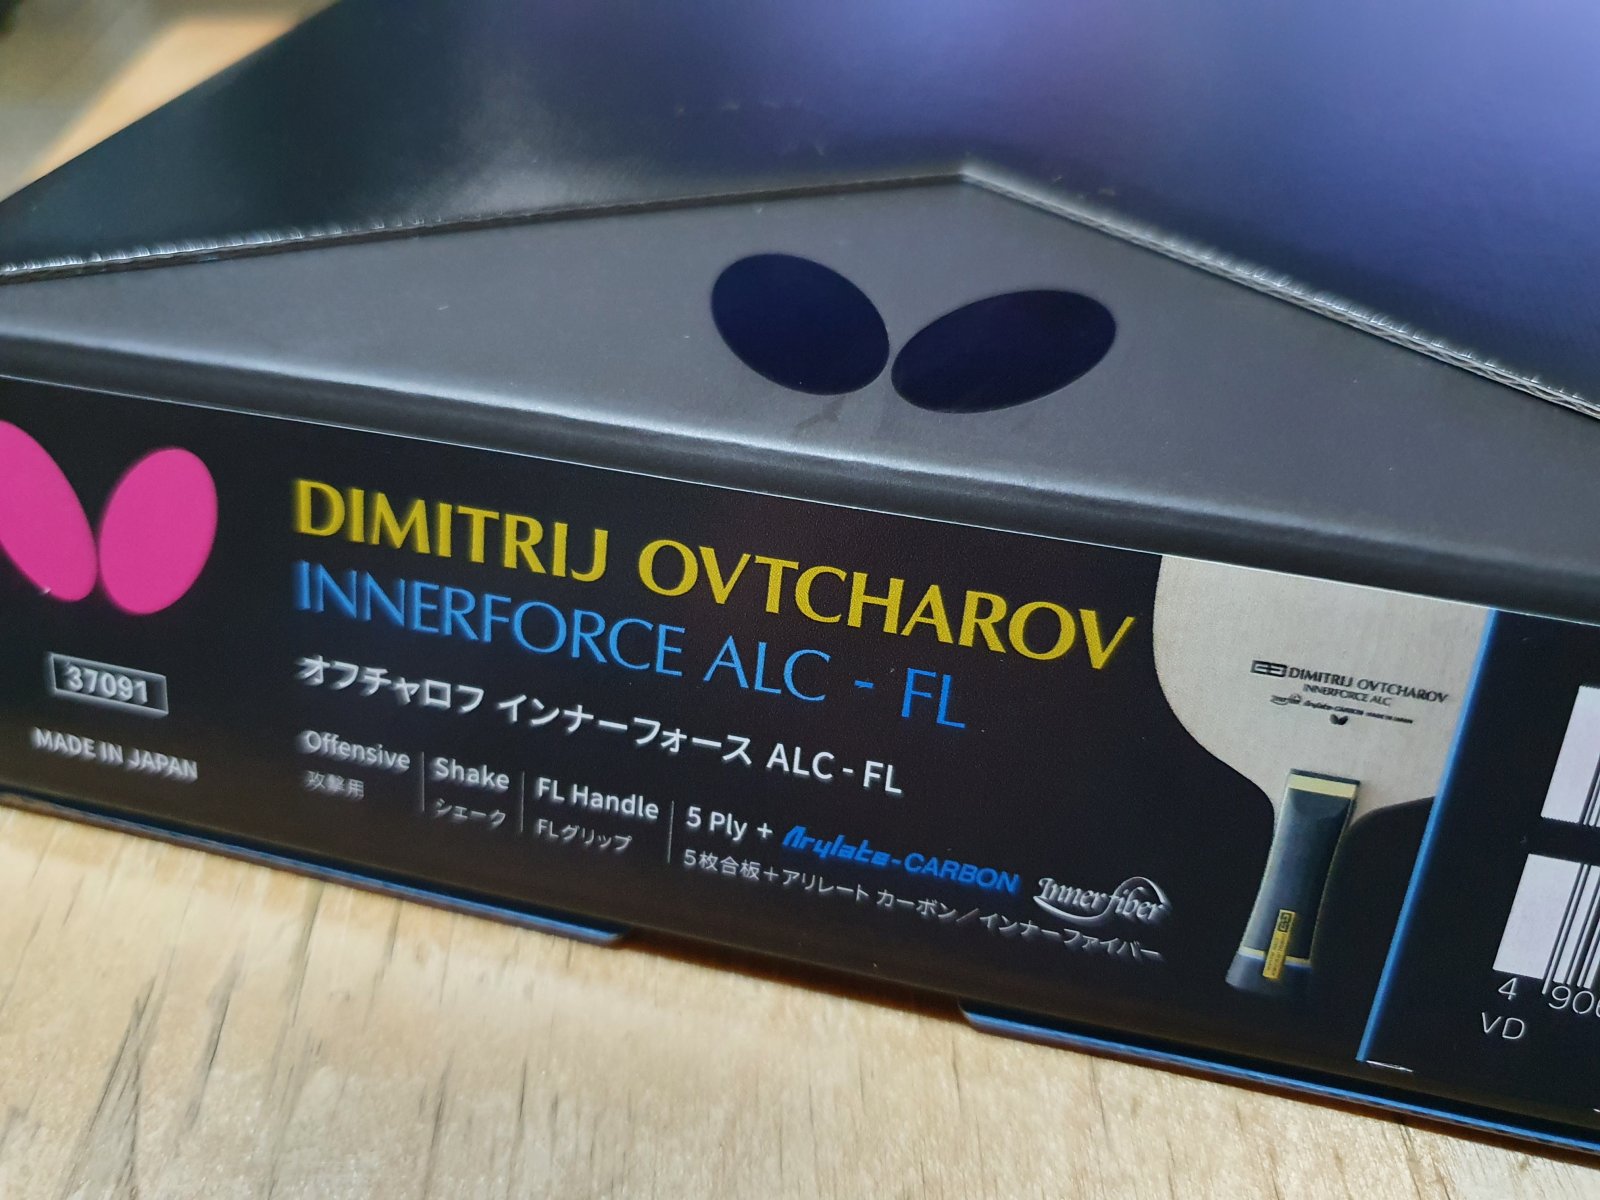 DIMITRIJ OVTCHAROV
INNERFORCE ALC - FL
オフチャロフ インナーフォース ALC - FL
37091
MADE IN JAPAN
Offensive
攻撃用
Shake
シェーク
FL Handle
FLグリップ
5 Ply + Arylate-CARBON Innerfiber
5枚合板+アリレート カーボン/インナーファイバー
DIMITRIJ OVTCHAROV
INNERFORCE ALC
4 906
VD